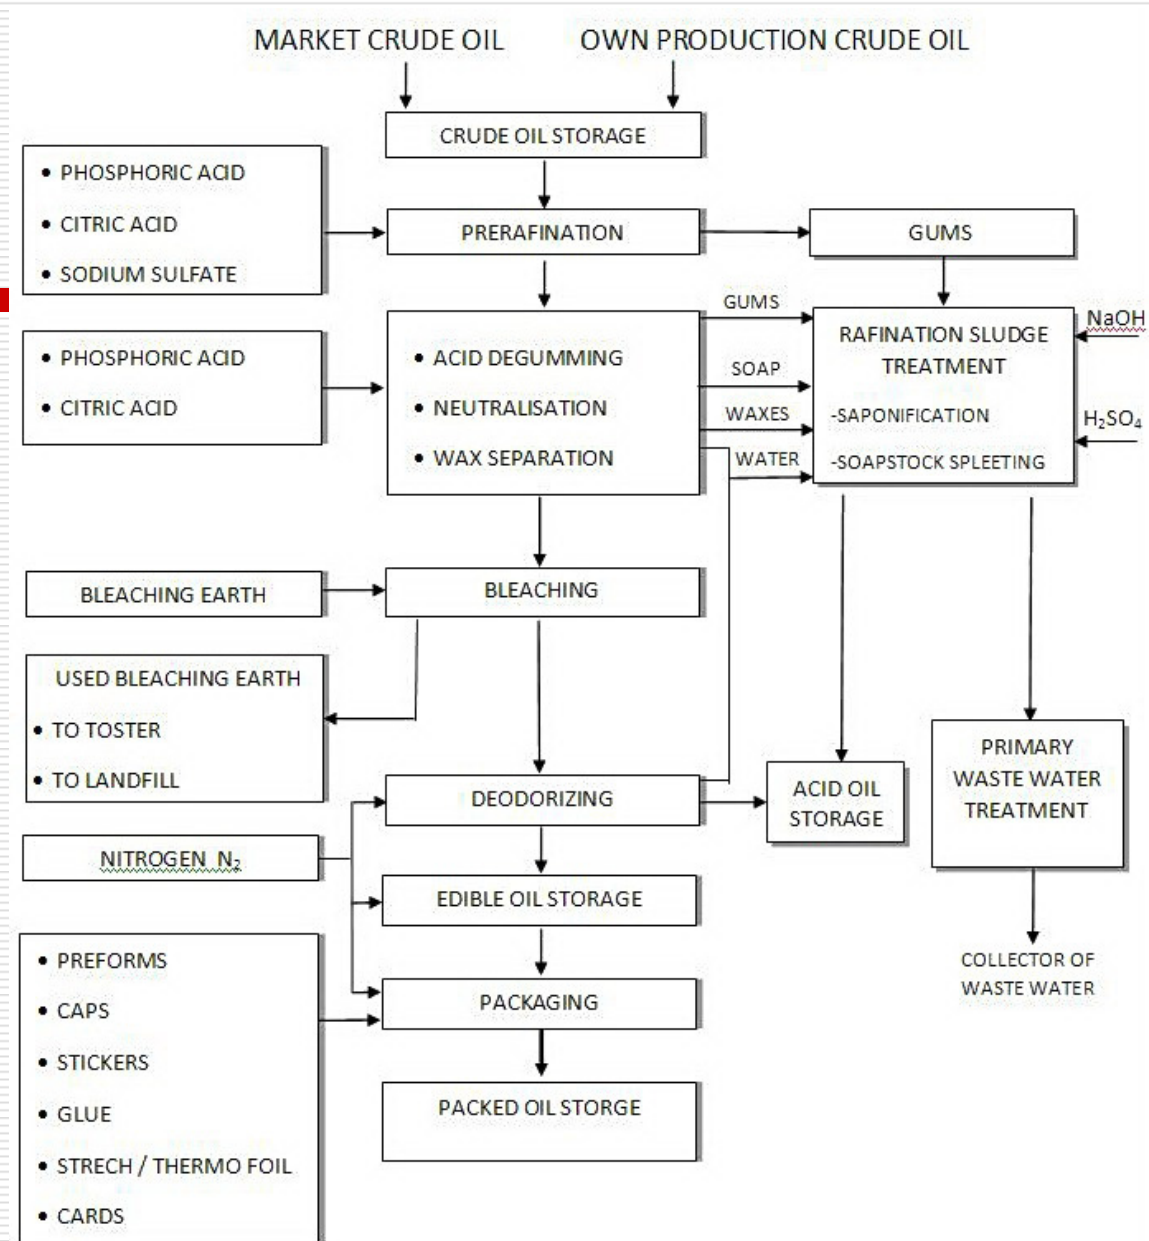 MARKET CRUDE OIL
OWN PRODUCTION CRUDE OIL
CRUDE OIL STORAGE
• PHOSPHORIC ACID
• CITRIC ACID
• SODIUM SULFATE
PRERAFINATION
GUMS
• PHOSPHORIC ACID
• CITRIC ACID
• ACID DEGUMMING
• NEUTRALISATION
• WAX SEPARATION
GUMS
SOAP
WAXES
WATER
RAFINATION SLUDGE
TREATMENT
-SAPONIFICATION
-SOAPSTOCK SPLEETING
NaOH
H₂SO₄
BLEACHING EARTH
BLEACHING
USED BLEACHING EARTH
• TO TOSTER
• TO LANDFILL
DEODORIZING
ACID OIL
STORAGE
PRIMARY
WASTE WATER
TREATMENT
NITROGEN N₂
EDIBLE OIL STORAGE
COLLECTOR OF
WASTE WATER
• PREFORMS
• CAPS
• STICKERS
• GLUE
• STRECH / THERMO FOIL
• CARDS
PACKAGING
PACKED OIL STORGE